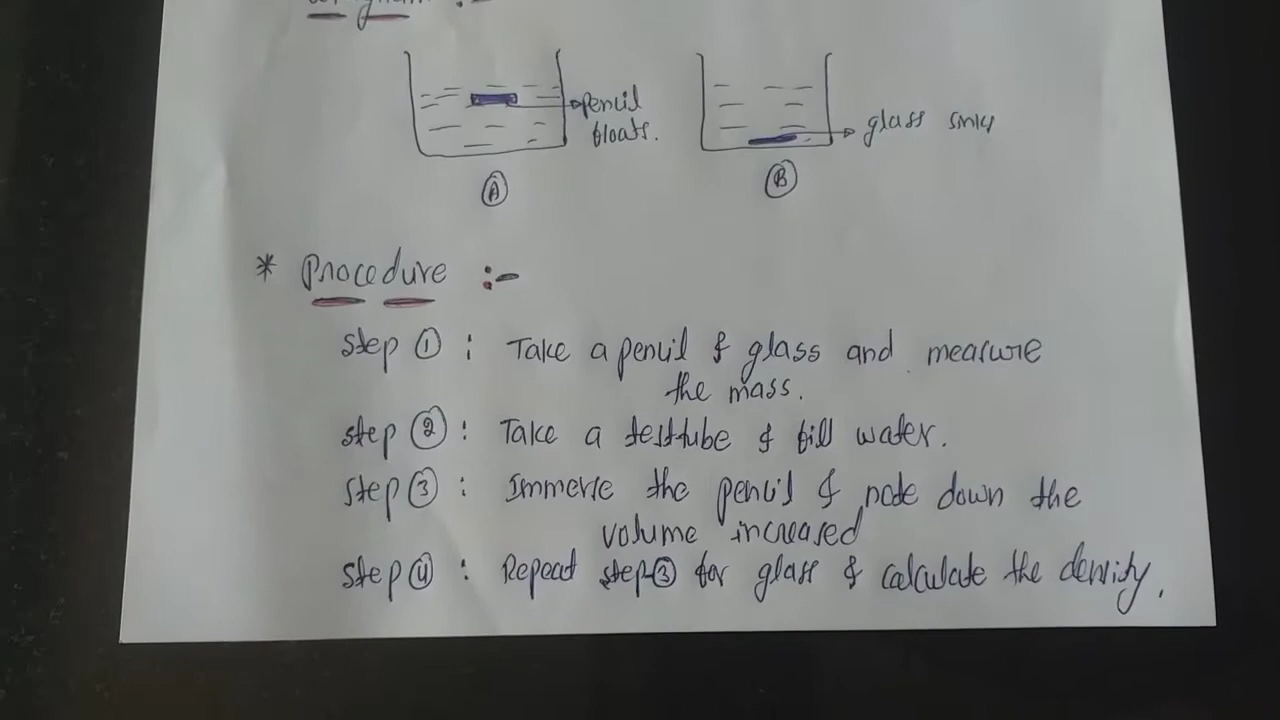 pencil
floats.
glass sinks
A
B
* Procedure :-
step 1 : Take a pencil & glass and measure
the mass.
step 2 : Take a testtube & fill water.
step 3 : Immerse the pencil & note down the
volume increased
step 4 : Repeat step-3 for glass & calculate the density.